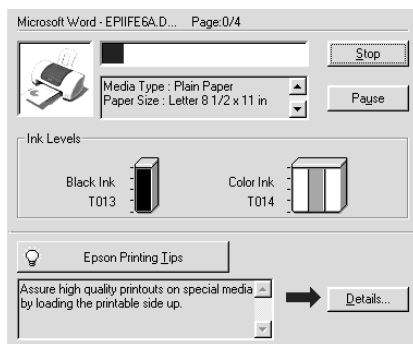 Microsoft Word - EPIIFE6A.D... Page:0/4
Stop
Media Type : Plain Paper
Paper Size : Letter 8 1/2 x 11 in
Pause
Ink Levels
Black Ink
T013
Color Ink
T014
Epson Printing Tips
Assure high quality printouts on special media
by loading the printable side up.
Details...